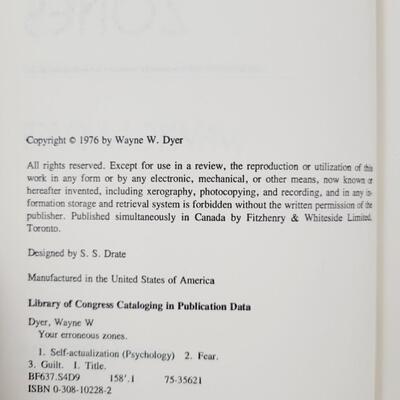 ZONES
Copyright © 1976 by Wayne W. Dyer
All rights reserved. Except for use in a review, the reproduction or utilization of this
work in any form or by any electronic, mechanical, or other means, now known or
hereafter invented, including xerography, photocopying, and recording, and in any in-
formation storage and retrieval system is forbidden without the written permission of the
publisher. Published simultaneously in Canada by Fitzhenry & Whiteside Limited,
Toronto.
Designed by S. S. Drate
Manufactured in the United States of America
Library of Congress Cataloging in Publication Data
Dyer, Wayne W
Your erroneous zones.
1. Self-actualization (Psychology) 2. Fear.
3. Guilt. 1. Title.
BF637.S4D9 158'.1 75-35621
ISBN 0-308-10228-2